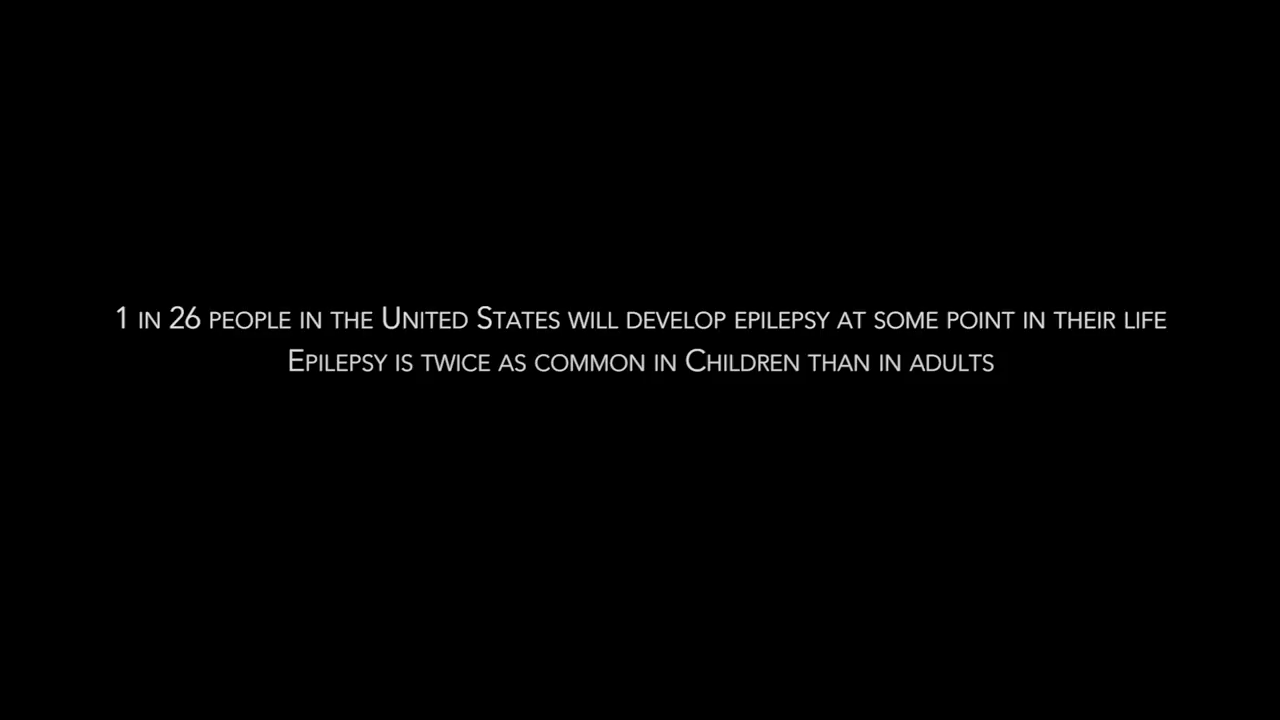 1 in 26 people in the United States will develop epilepsy at some point in their life
Epilepsy is twice as common in Children than in adults